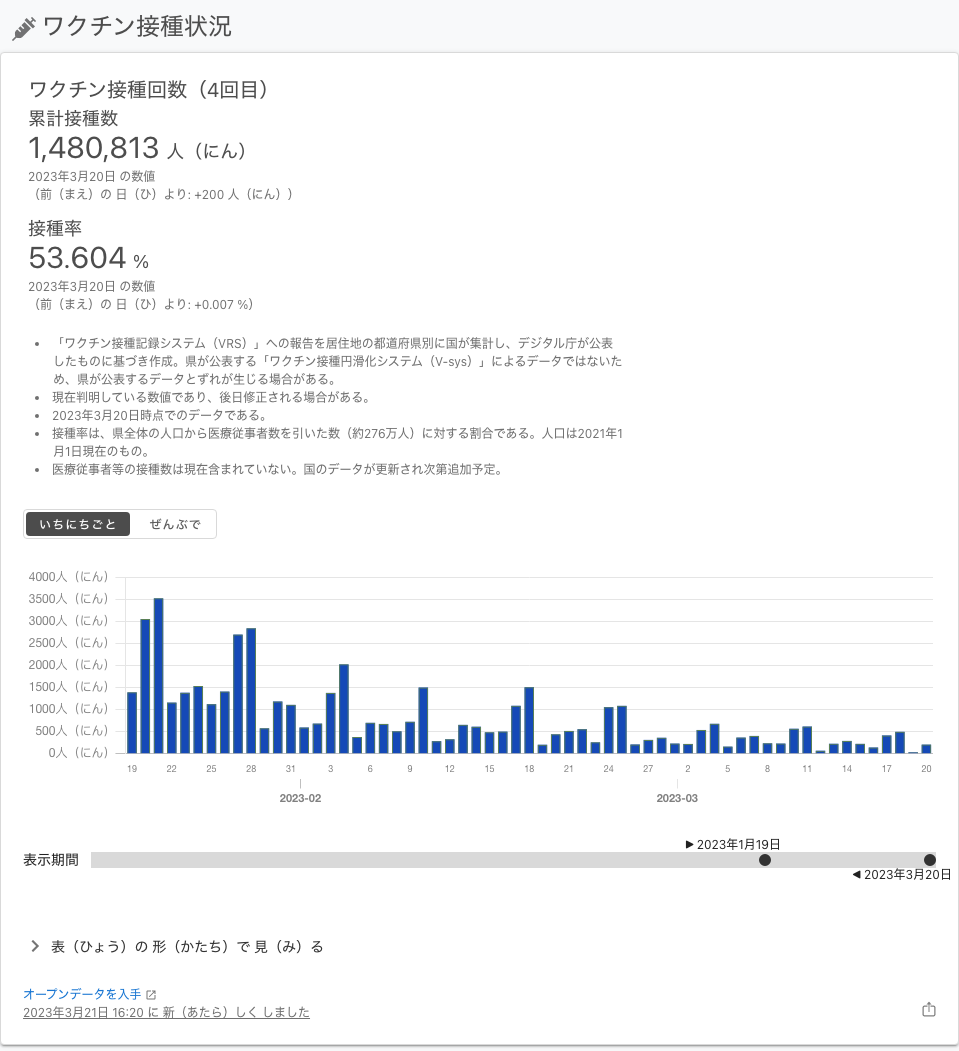 ワクチン接種状況
ワクチン接種回数（4回目）
累計接種数
1,480,813 人（にん）
2023年3月20日 の数値
（前（まえ）の 日（ひ）より: +200 人（にん））
接種率
53.604 %
2023年3月20日 の数値
（前（まえ）の 日（ひ）より: +0.007 %）
• 「ワクチン接種記録システム（VRS）」への報告を居住地の都道府県別に国が集計し、デジタル庁が公表
したものに基づき作成。県が公表する「ワクチン接種円滑化システム（V-sys）」によるデータではないた
め、県が公表するデータとずれが生じる場合がある。
• 現在判明している数値であり、後日修正される場合がある。
• 2023年3月20日時点でのデータである。
• 接種率は、県全体の人口から医療従事者数を引いた数（約276万人）に対する割合である。人口は2021年1
月1日現在のもの。
• 医療従事者等の接種数は現在含まれていない。国のデータが更新され次第追加予定。
いちにちごと ぜんぶで
4000人（にん）
3500人（にん）
3000人（にん）
2500人（にん）
2000人（にん）
1500人（にん）
1000人（にん）
500人（にん）
0人（にん）
19 22 25 28 31 3 6 9 12 15 18 21 24 27 2 5 8 11 14 17 20
2023-02 2023-03
▶ 2023年1月19日
表示期間
◀ 2023年3月20日
表（ひょう）の 形（かたち）で 見（み）る
オープンデータを入手
2023年3月21日 16:20 に 新（あたら）しく しました